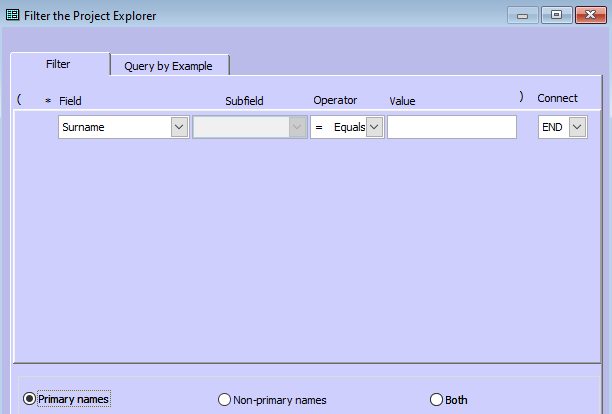 Filter the Project Explorer
Filter Query by Example
( * Field Subfield Operator Value ) Connect
Surname = Equals END
Primary names Non-primary names Both